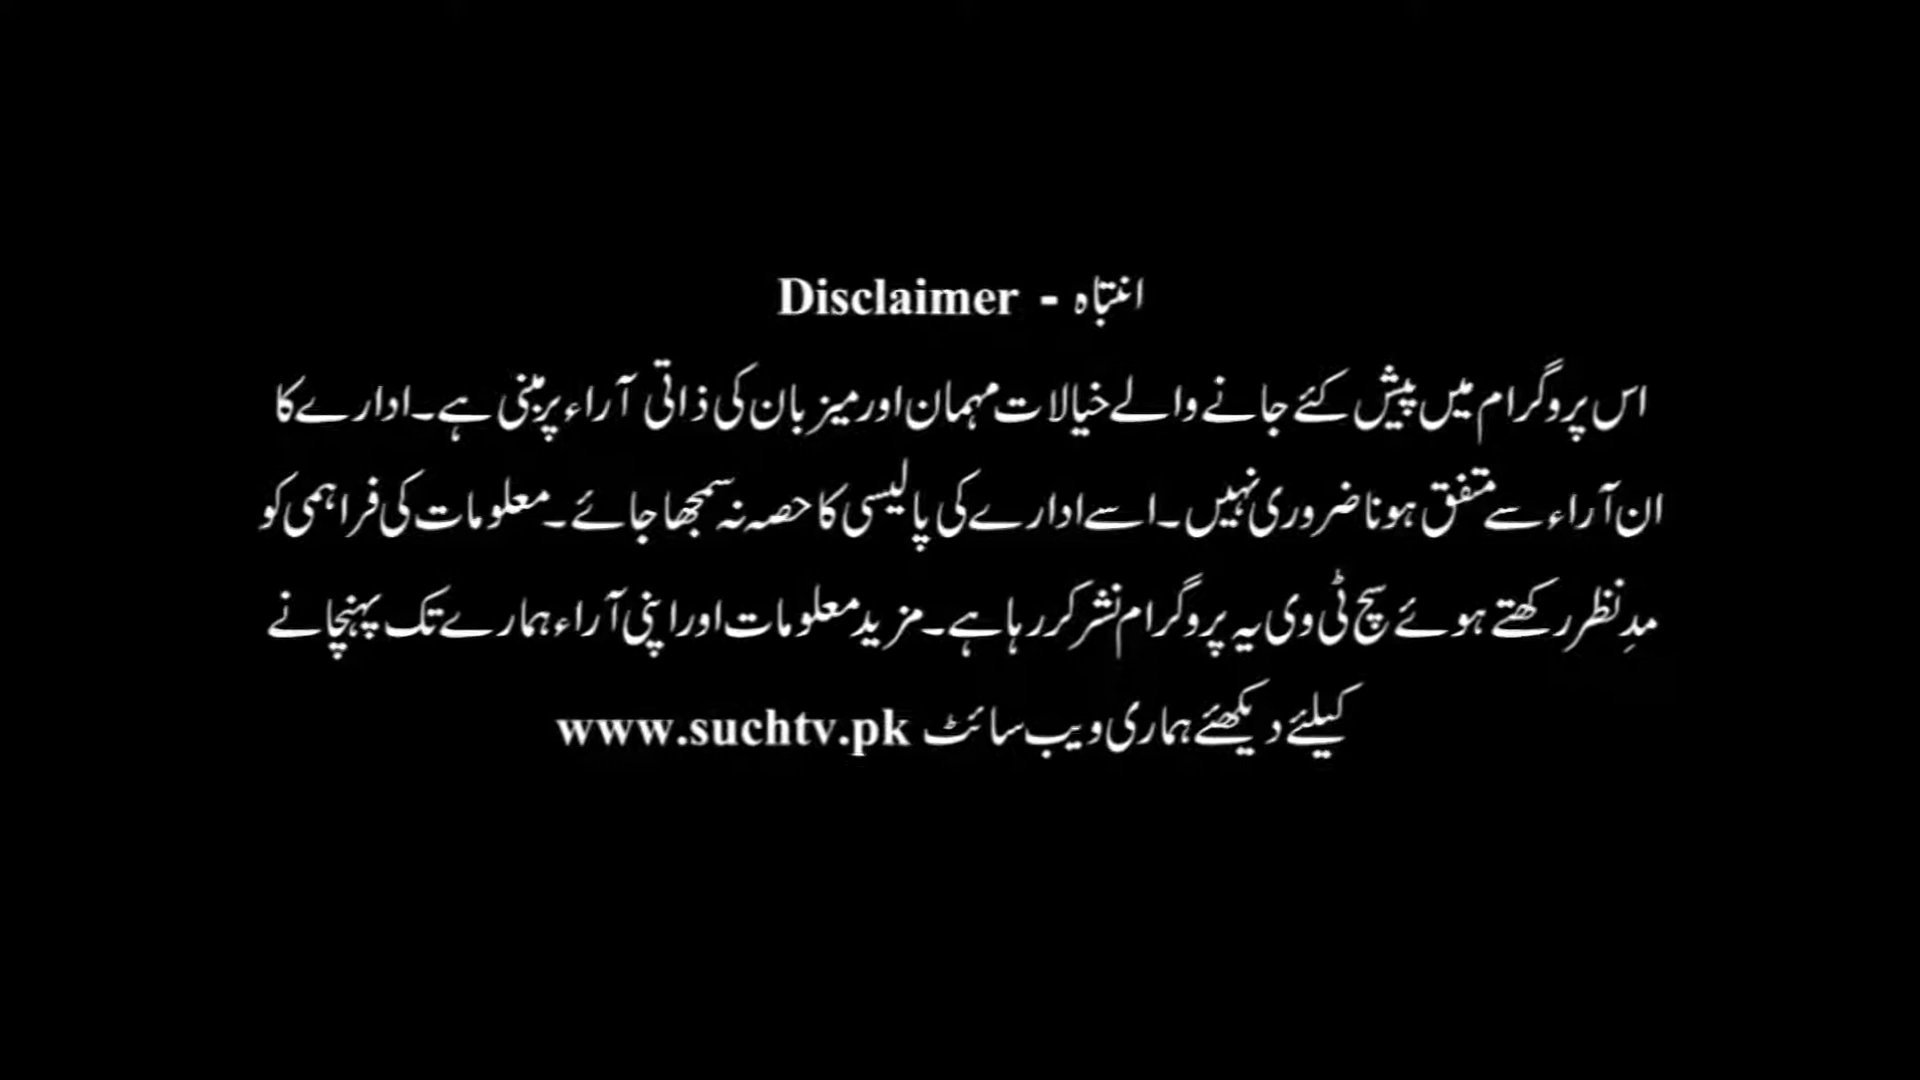 انتباہ - Disclaimer
اس پروگرام میں پیش کئے جانے والے خیالات مہمان اور میزبان کی ذاتی آراء پر مبنی ہے۔ ادارے کا
ان آراء سے متفق ہونا ضروری نہیں۔ اسے ادارے کی پالیسی کا حصہ نہ سمجھا جائے۔ معلومات کی فراہمی کو
مدِ نظر رکھتے ہوئے سچ ٹی وی یہ پروگرام نشر کر رہا ہے۔ مزید معلومات اور اپنی آراء ہمارے تک پہنچانے
کیلئے دیکھئے ہماری ویب سائٹ www.suchtv.pk